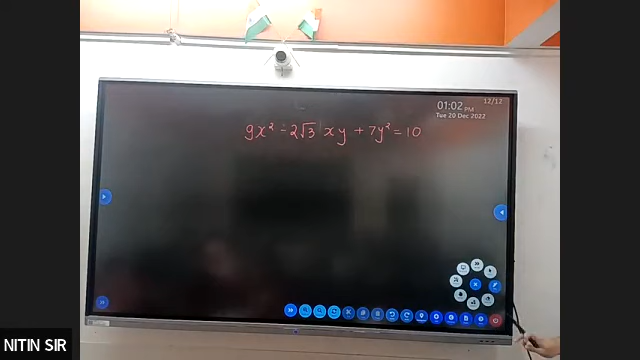 12/12
01:02 PM
Tue 20 Dec 2022
9x² - 2√3 xy + 7y² = 10
NITIN SIR